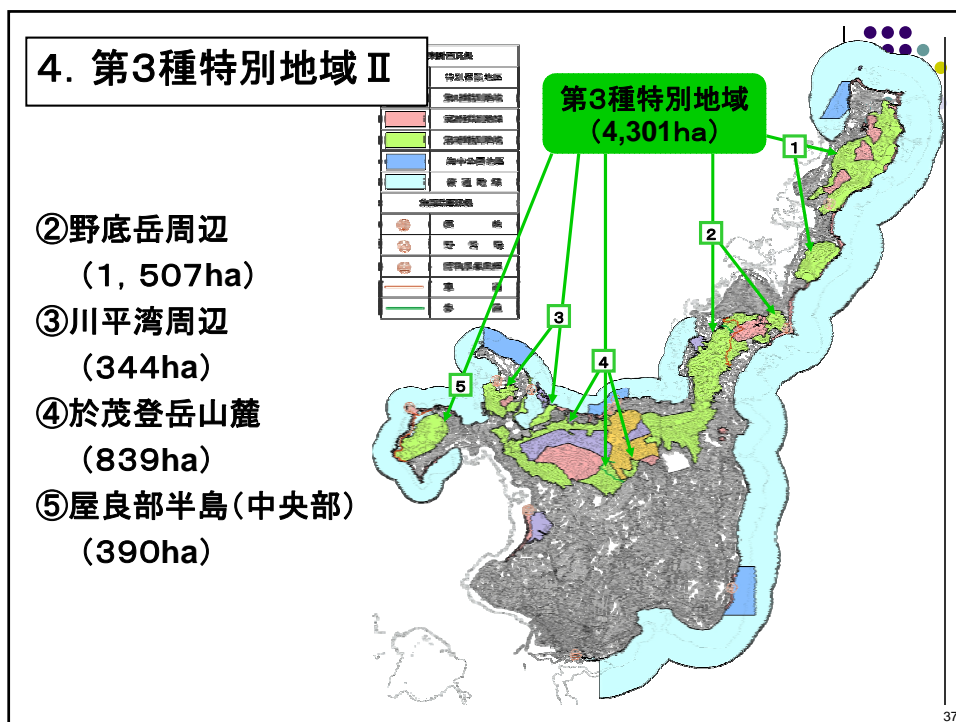 4．第3種特別地域Ⅱ
第3種特別地域
（4,301ha）
②野底岳周辺
（1，507ha）
③川平湾周辺
（344ha）
④於茂登岳山麓
（839ha）
⑤屋良部半島（中央部）
（390ha）
1
1
2
3
4
5
37